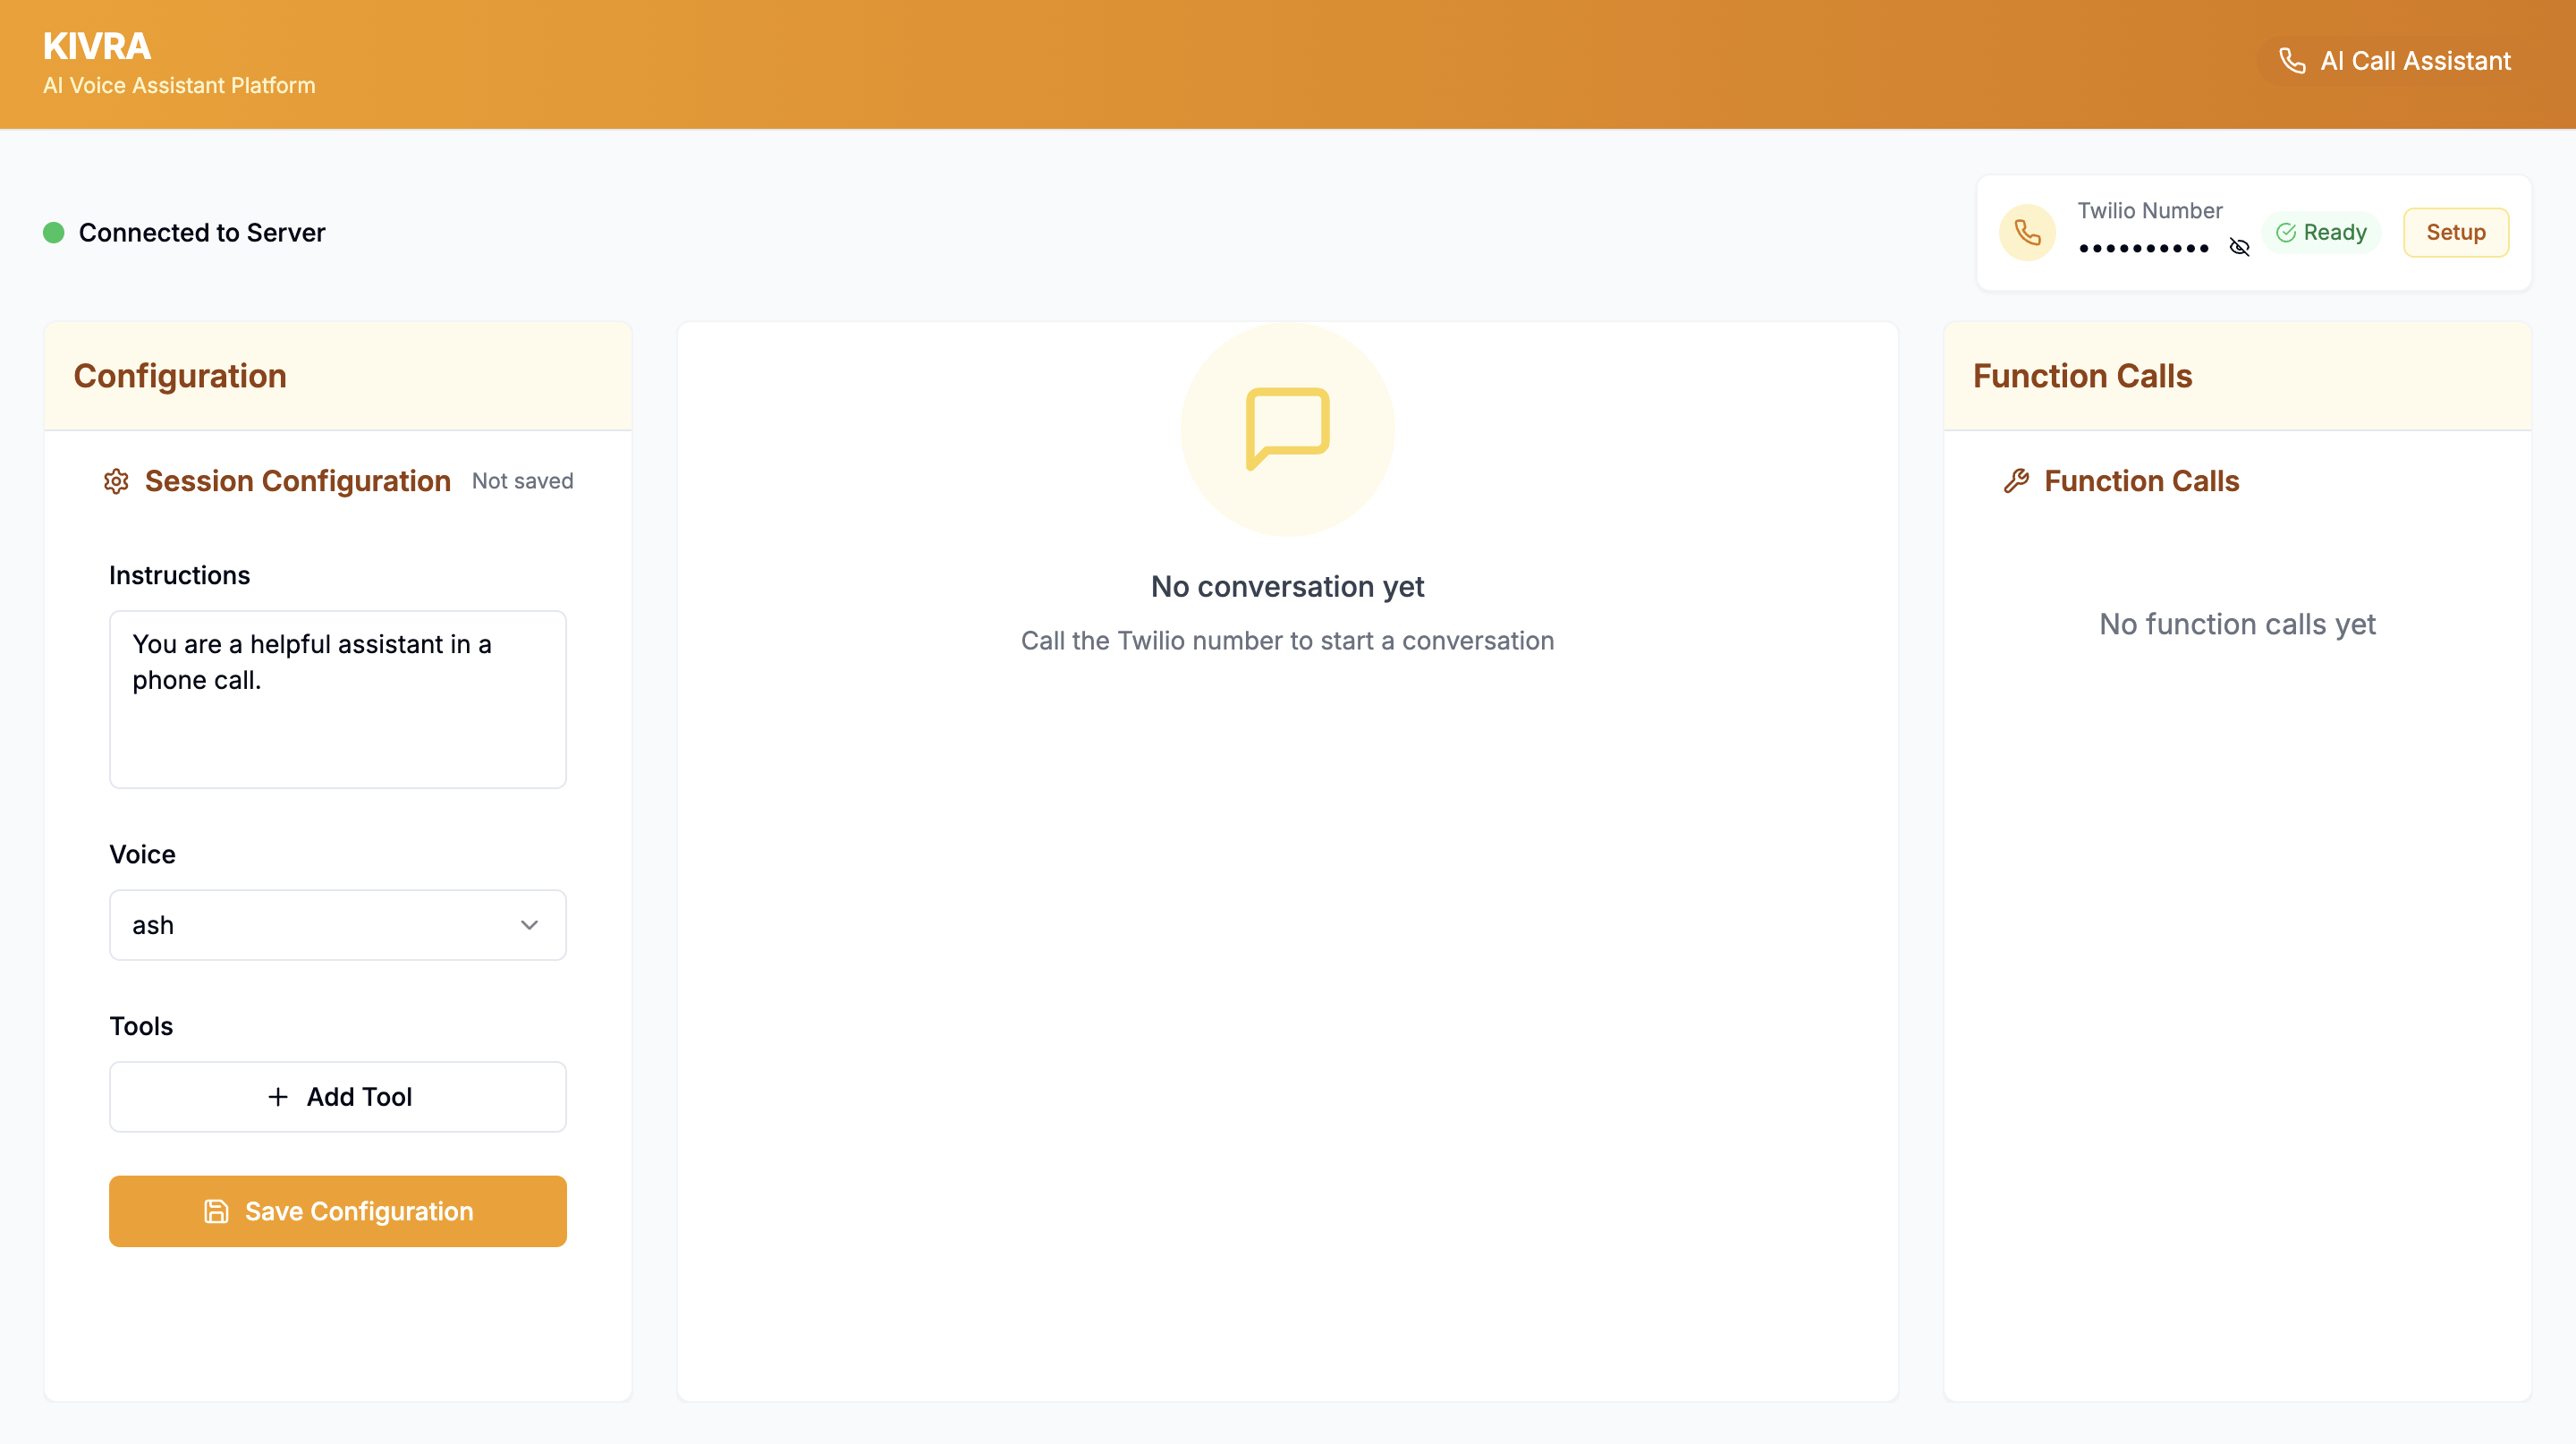 KIVRA
AI Voice Assistant Platform
AI Call Assistant
Connected to Server
Twilio Number
••••••••••
Ready
Setup
Configuration
Session Configuration
Not saved
Instructions
You are a helpful assistant in a
phone call.
Voice
ash
Tools
Add Tool
Save Configuration
No conversation yet
Call the Twilio number to start a conversation
Function Calls
Function Calls
No function calls yet